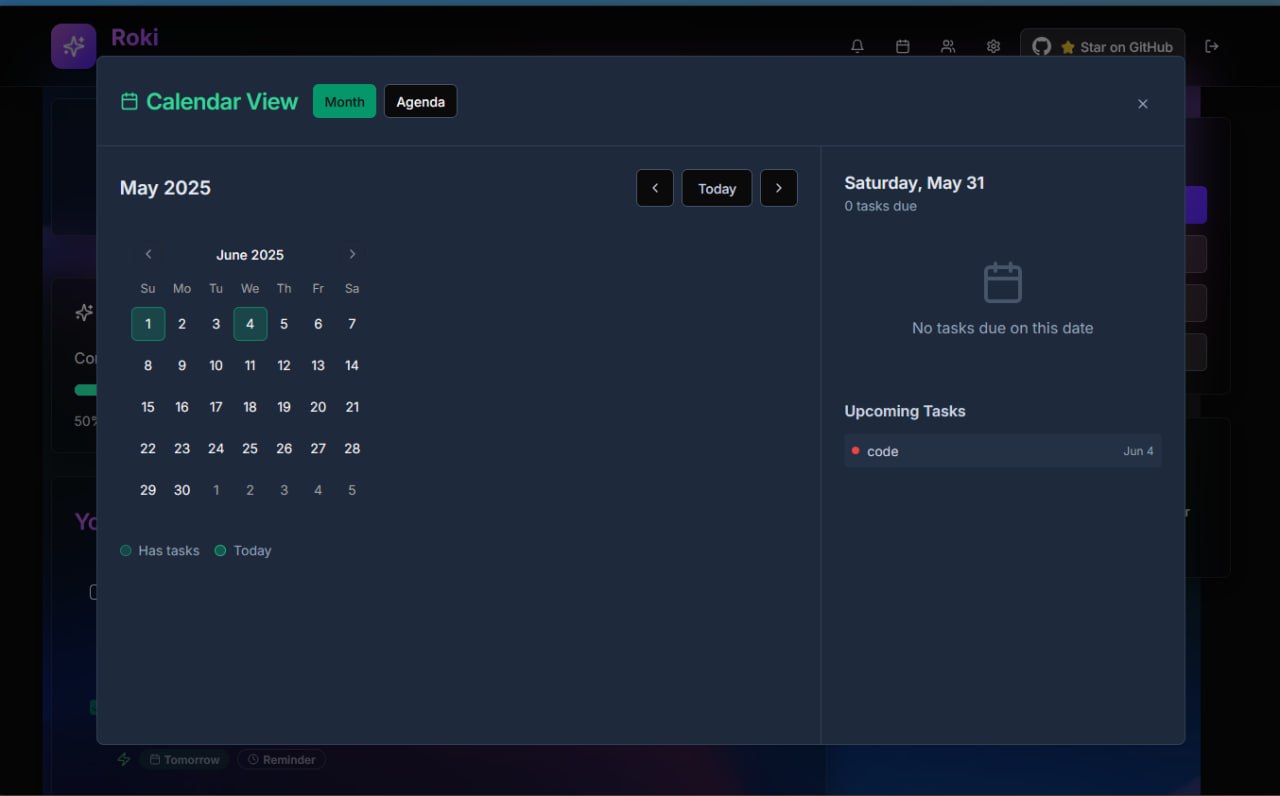 Roki
Star on GitHub
Calendar View
Month
Agenda
May 2025
Today
June 2025
Su Mo Tu We Th Fr Sa
1 2 3 4 5 6 7
8 9 10 11 12 13 14
15 16 17 18 19 20 21
22 23 24 25 26 27 28
29 30 1 2 3 4 5
Has tasks
Today
Saturday, May 31
0 tasks due
No tasks due on this date
Upcoming Tasks
code Jun 4
50%
Tomorrow
Reminder